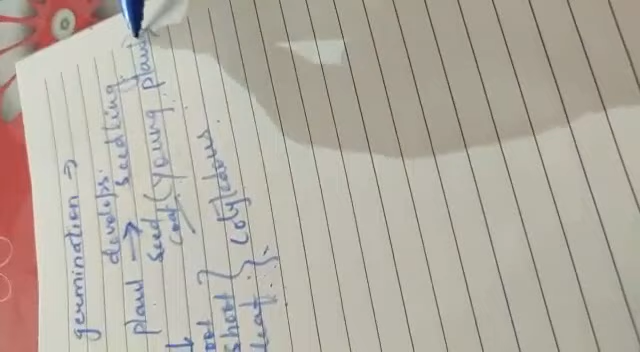 germination →
develops.
plant → seedling.
seed (young plant)
coat
root }
shoot } cotyledons.
leaf. }